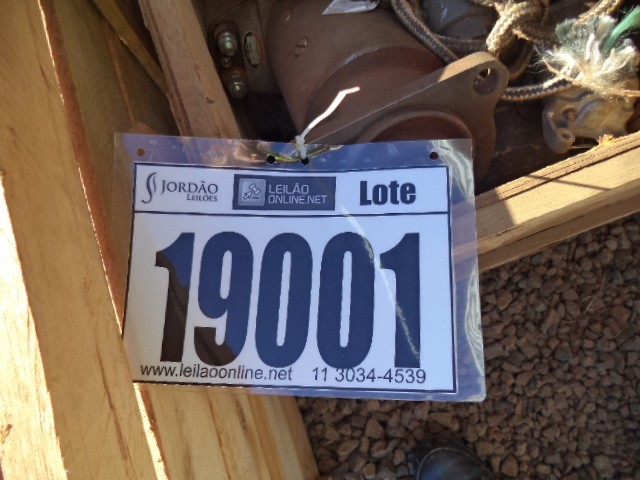 JORDÃO LEILÕES
LEILÃO ONLINE.NET
Lote
19001
www.leilaoonline.net 11 3034-4539